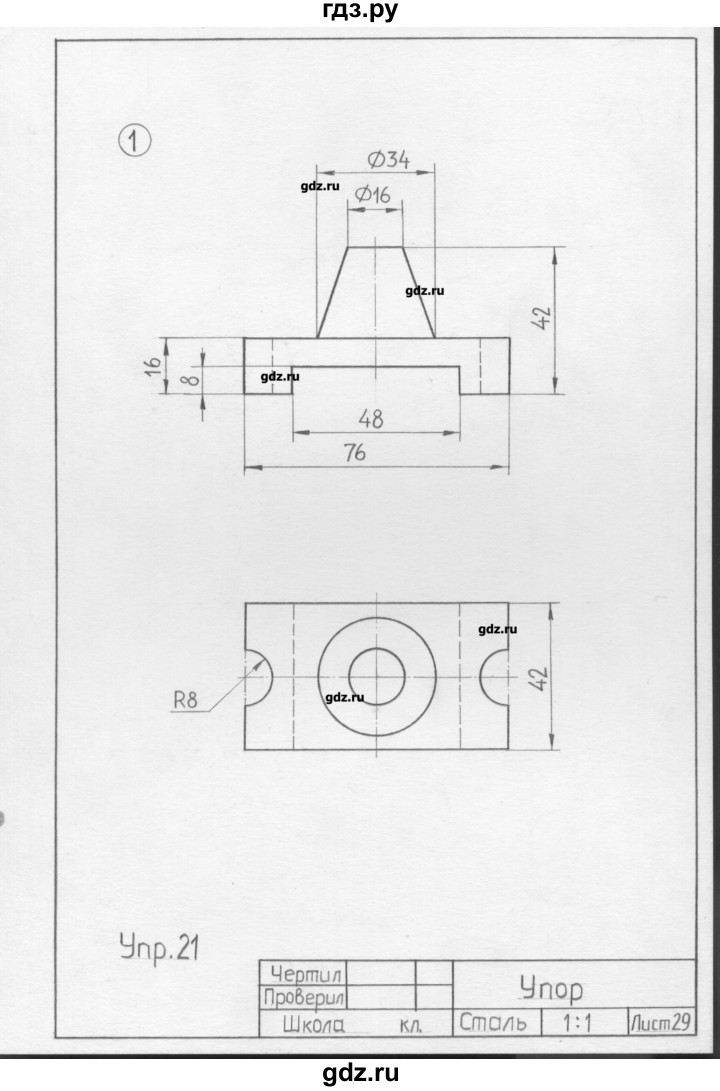 гдз.ру
1
Ø34
gdz.ru
Ø16
gdz.ru
42
16
8
gdz.ru
48
76
gdz.ru
42
R8
gdz.ru
Упр.21
Чертил
Проверил
Упор
Школа кл.
Сталь 1:1 Лист29
gdz.ru